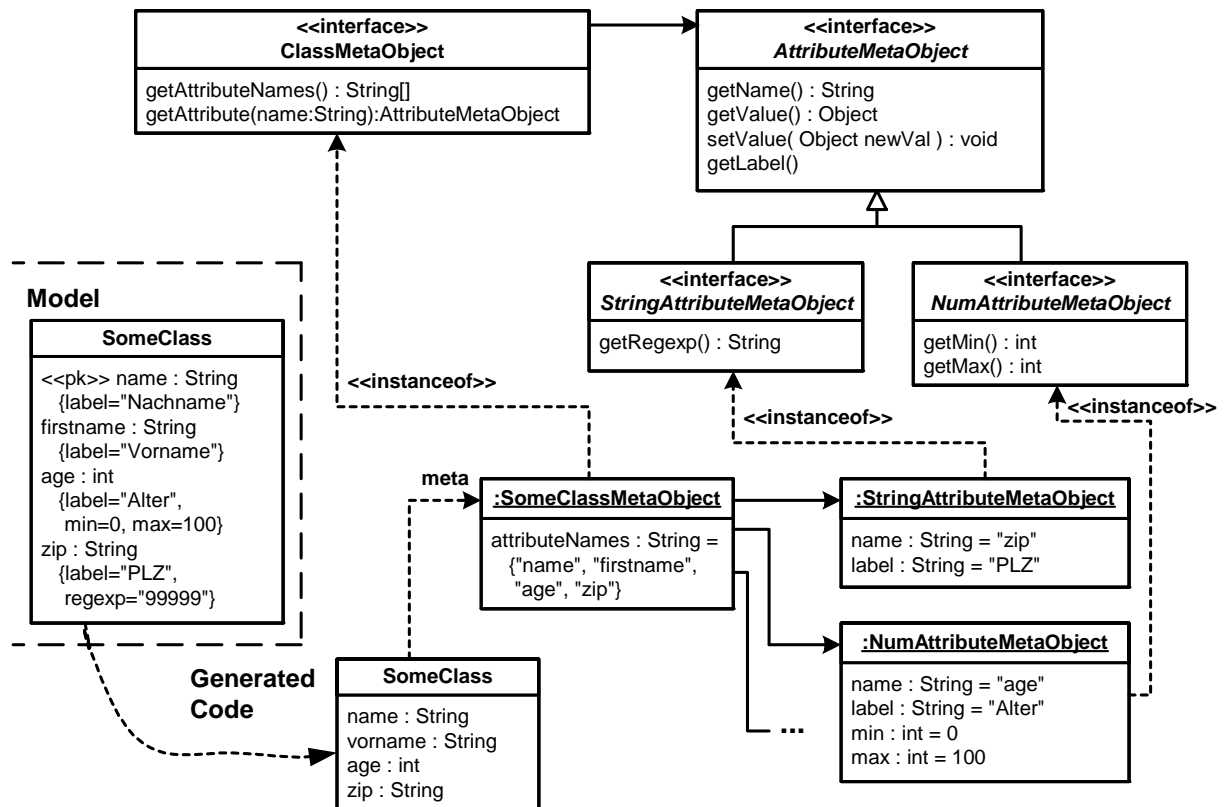 <<interface>>
ClassMetaObject
getAttributeNames() : String[]
getAttribute(name:String):AttributeMetaObject
<<interface>>
AttributeMetaObject
getName() : String
getValue() : Object
setValue( Object newVal ) : void
getLabel()
<<interface>>
StringAttributeMetaObject
getRegexp() : String
<<interface>>
NumAttributeMetaObject
getMin() : int
getMax() : int
Model
SomeClass
<<pk>> name : String
{label="Nachname"}
firstname : String
{label="Vorname"}
age : int
{label="Alter",
min=0, max=100}
zip : String
{label="PLZ",
regexp="99999"}
<<instanceof>>
<<instanceof>>
<<instanceof>>
meta
:SomeClassMetaObject
attributeNames : String =
{"name", "firstname",
"age", "zip"}
:StringAttributeMetaObject
name : String = "zip"
label : String = "PLZ"
:NumAttributeMetaObject
name : String = "age"
label : String = "Alter"
min : int = 0
max : int = 100
...
Generated
Code
SomeClass
name : String
vorname : String
age : int
zip : String